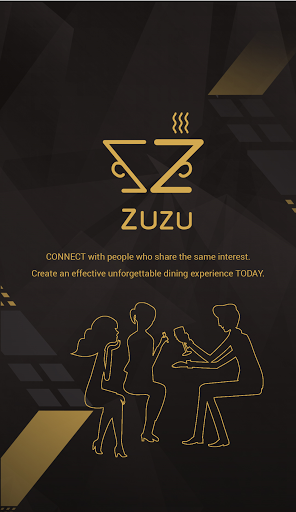 ZUZU
CONNECT with people who share the same interest.
Create an effective unforgettable dining experience TODAY.